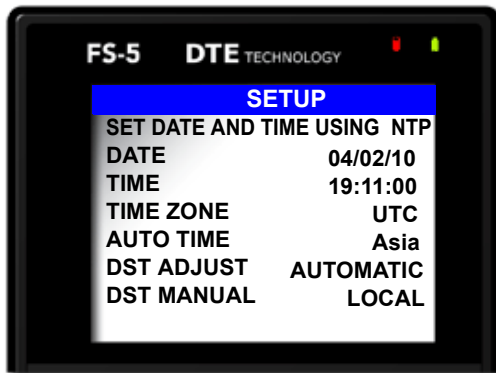 FS-5 DTE TECHNOLOGY
SETUP
SET DATE AND TIME USING NTP
DATE 04/02/10
TIME 19:11:00
TIME ZONE UTC
AUTO TIME Asia
DST ADJUST AUTOMATIC
DST MANUAL LOCAL